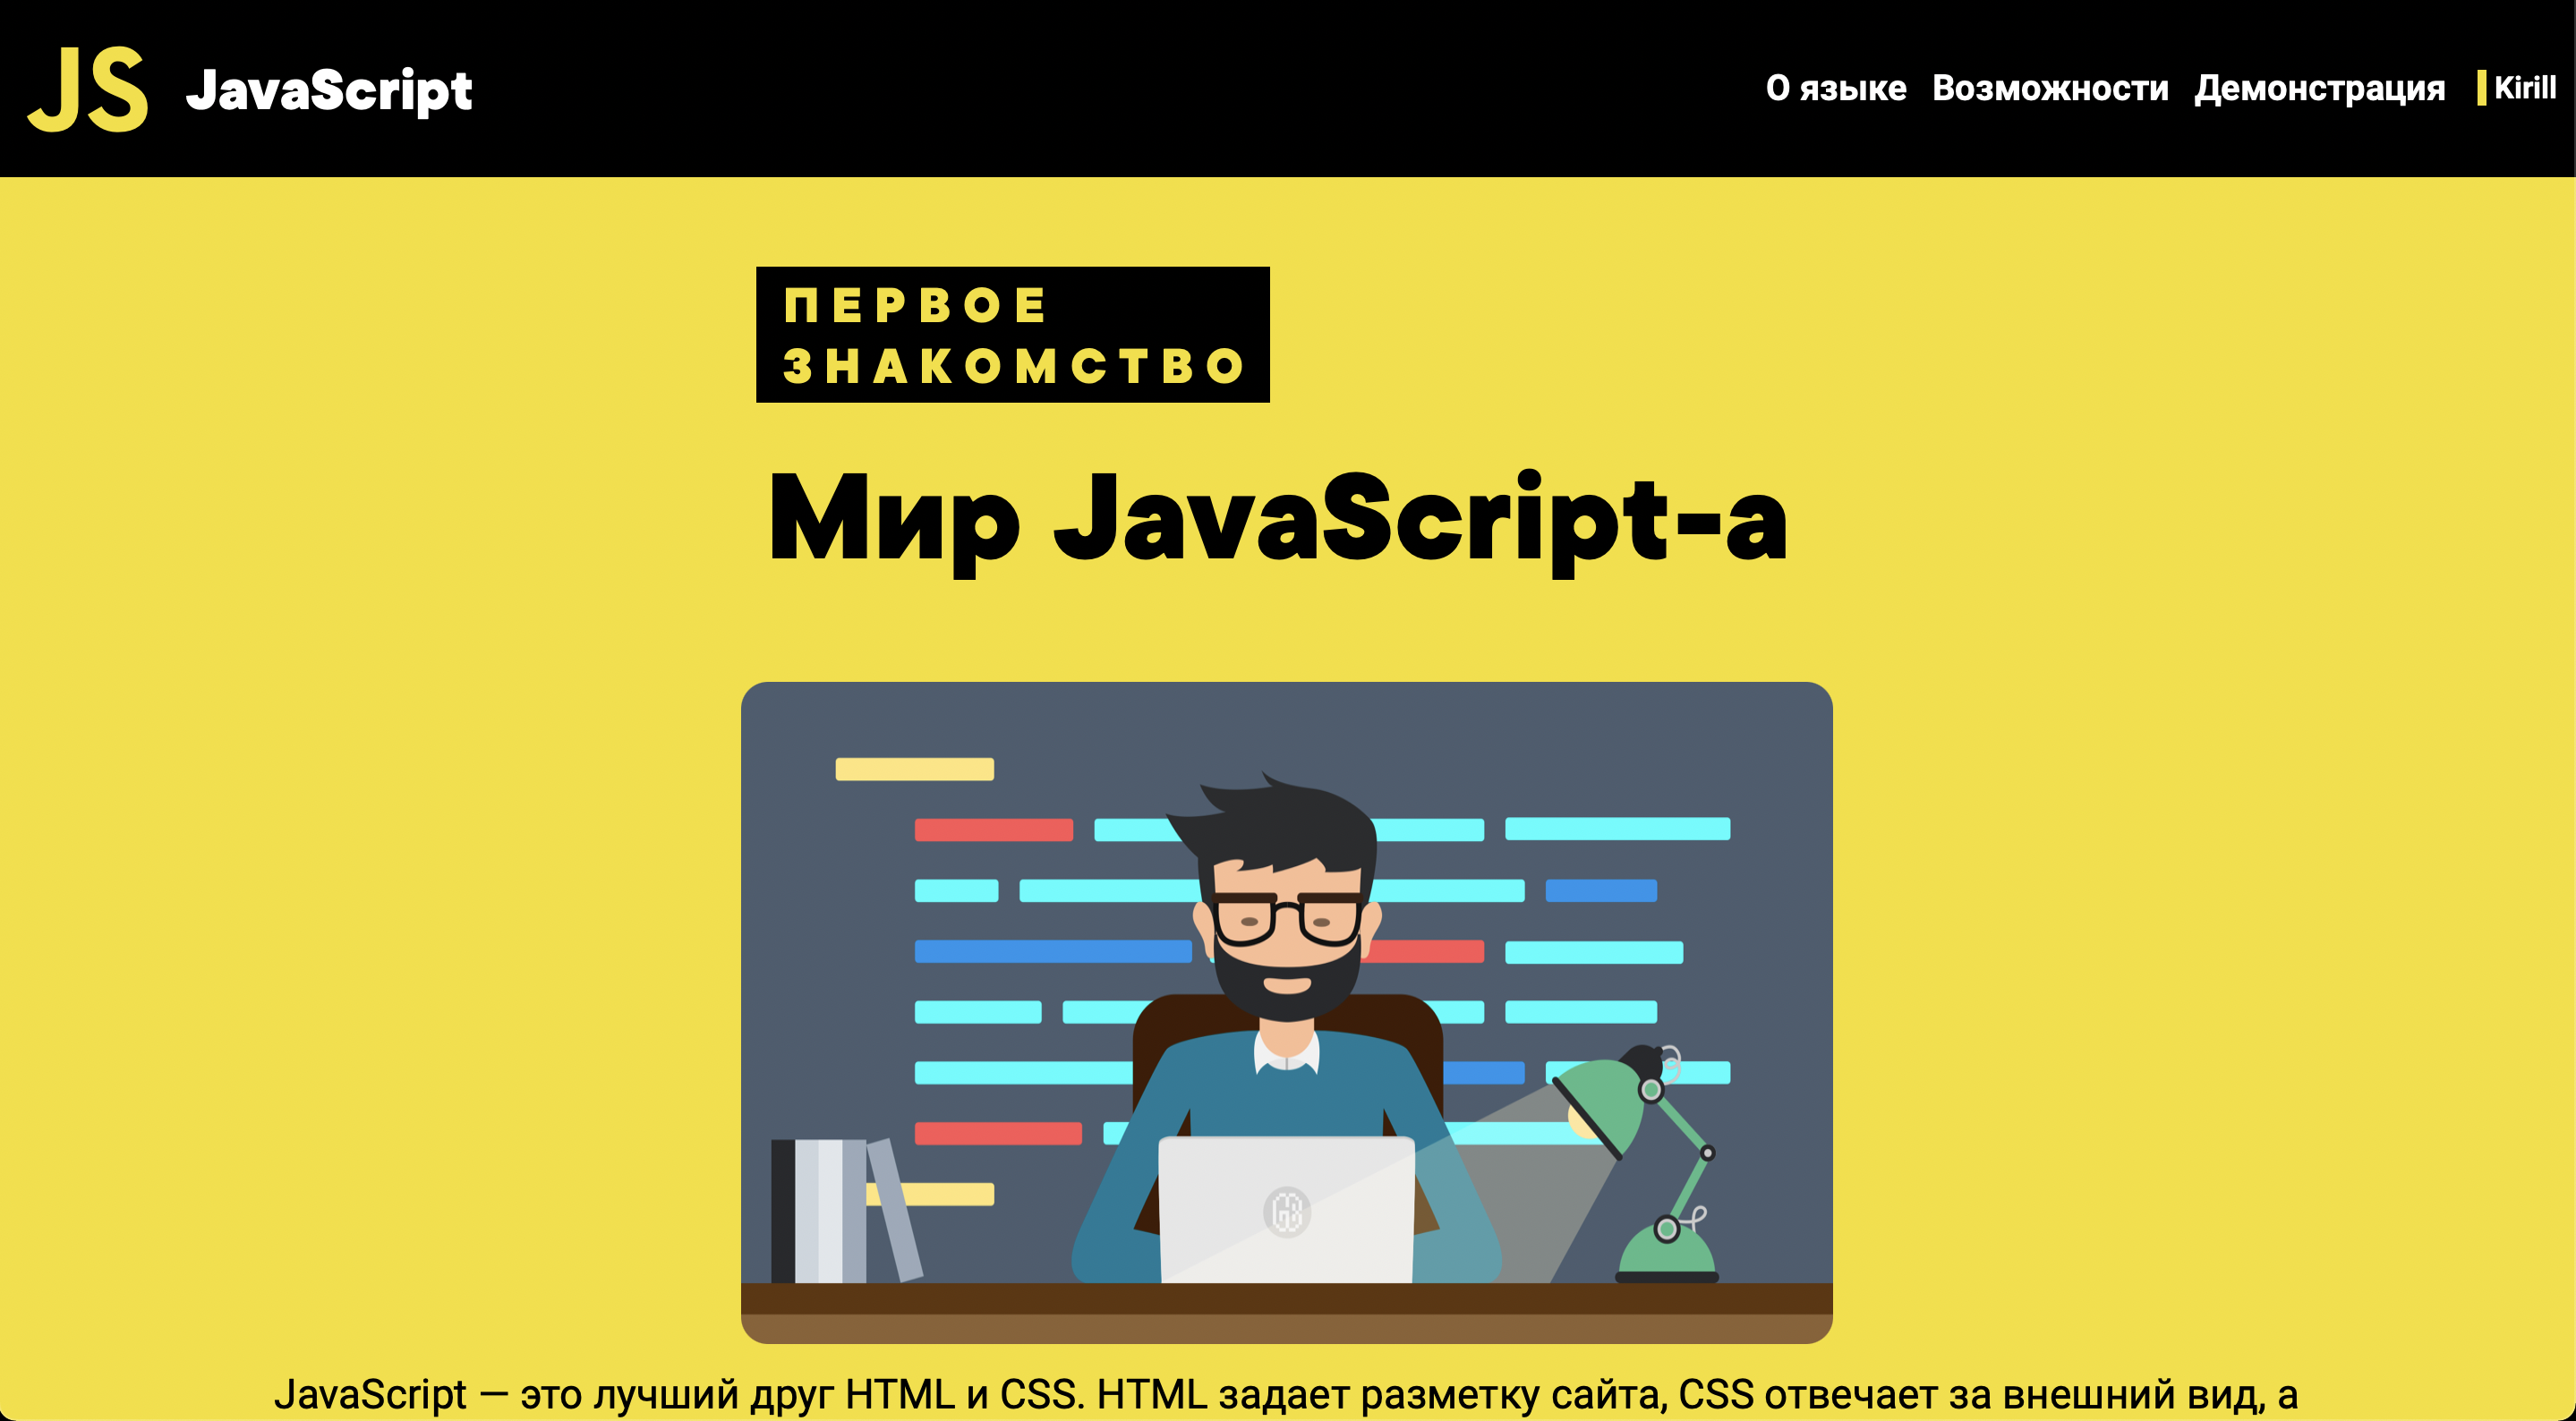 JS JavaScript О языке Возможности Демонстрация Kirill
ПЕРВОЕ
ЗНАКОМСТВО
Мир JavaScript-а
JavaScript — это лучший друг HTML и CSS. HTML задает разметку сайта, CSS отвечает за внешний вид, а